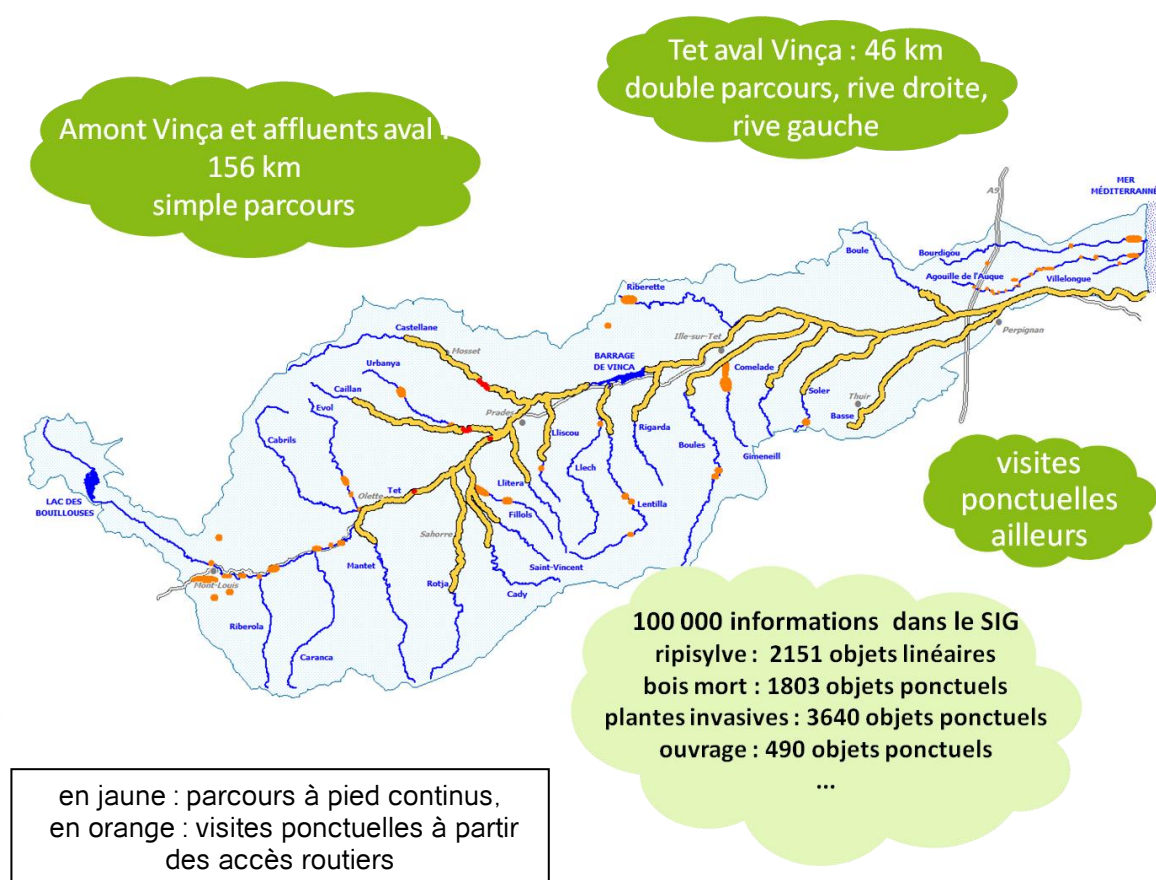 Tet aval Vinça : 46 km
double parcours, rive droite,
rive gauche
Amont Vinça et affluents aval :
156 km
simple parcours
A9
MER
MÉDITERRANNÉ
Boule
Bourdigou
Agouille de l'Auque
Villelongue
Riberette
Perpignan
Castellane
Mosset
Ille-sur-Tet
Urbanya
BARRAGE
DE VINCA
Comelade
Caillan
Evol
Prades
Soler
Thuir
Basse
Cabrils
Lliscou
Rigarda
Boules
Gimeneill
Llech
Tet
Llitera
LAC DES
BOUILLOUSES
Olette
Fillols
Lentilla
Sahorre
Mont-Louis
Mantet
Saint-Vincent
Rotja
Cady
Riberola
Caranca
visites
ponctuelles
ailleurs
100 000 informations dans le SIG
ripisylve : 2151 objets linéaires
bois mort : 1803 objets ponctuels
plantes invasives : 3640 objets ponctuels
ouvrage : 490 objets ponctuels
...
en jaune : parcours à pied continus,
en orange : visites ponctuelles à partir
des accès routiers